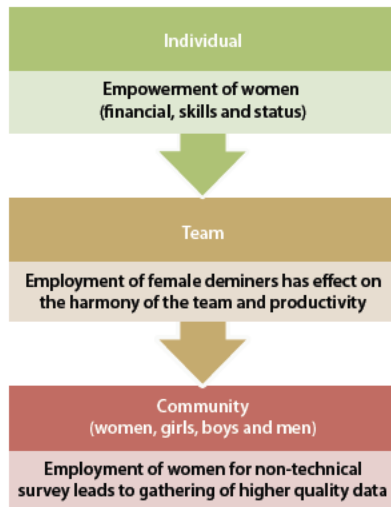 Individual
Empowerment of women
(financial, skills and status)
Team
Employment of female deminers has effect on
the harmony of the team and productivity
Community
(women, girls, boys and men)
Employment of women for non-technical
survey leads to gathering of higher quality data